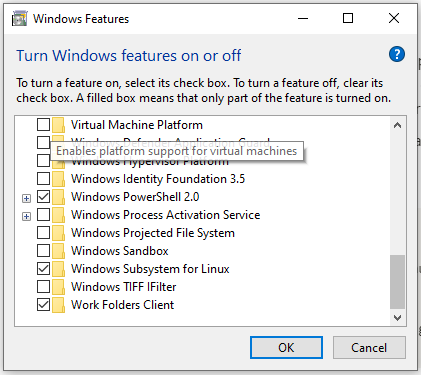 Windows Features
Turn Windows features on or off
To turn a feature on, select its check box. To turn a feature off, clear its
check box. A filled box means that only part of the feature is turned on.
Virtual Machine Platform
Windows Defender Application Guard
Enables platform support for virtual machines
Windows Hypervisor Platform
Windows Identity Foundation 3.5
Windows PowerShell 2.0
Windows Process Activation Service
Windows Projected File System
Windows Sandbox
Windows Subsystem for Linux
Windows TIFF IFilter
Work Folders Client
OK
Cancel